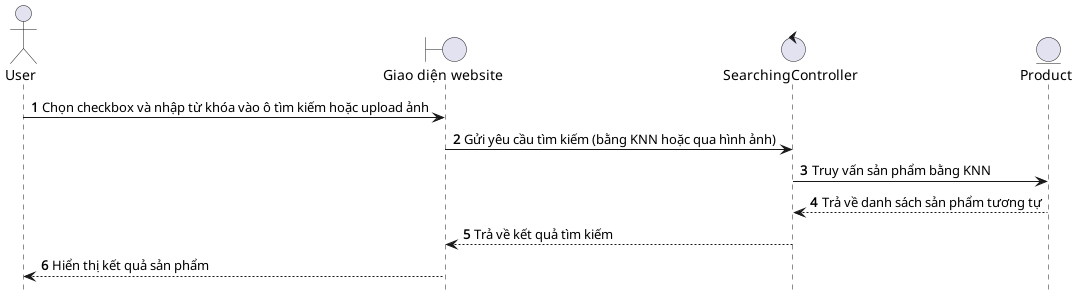 User
Giao diện website
SearchingController
Product
1 Chọn checkbox và nhập từ khóa vào ô tìm kiếm hoặc upload ảnh
2 Gửi yêu cầu tìm kiếm (bằng KNN hoặc qua hình ảnh)
3 Truy vấn sản phẩm bằng KNN
4 Trả về danh sách sản phẩm tương tự
5 Trả về kết quả tìm kiếm
6 Hiển thị kết quả sản phẩm